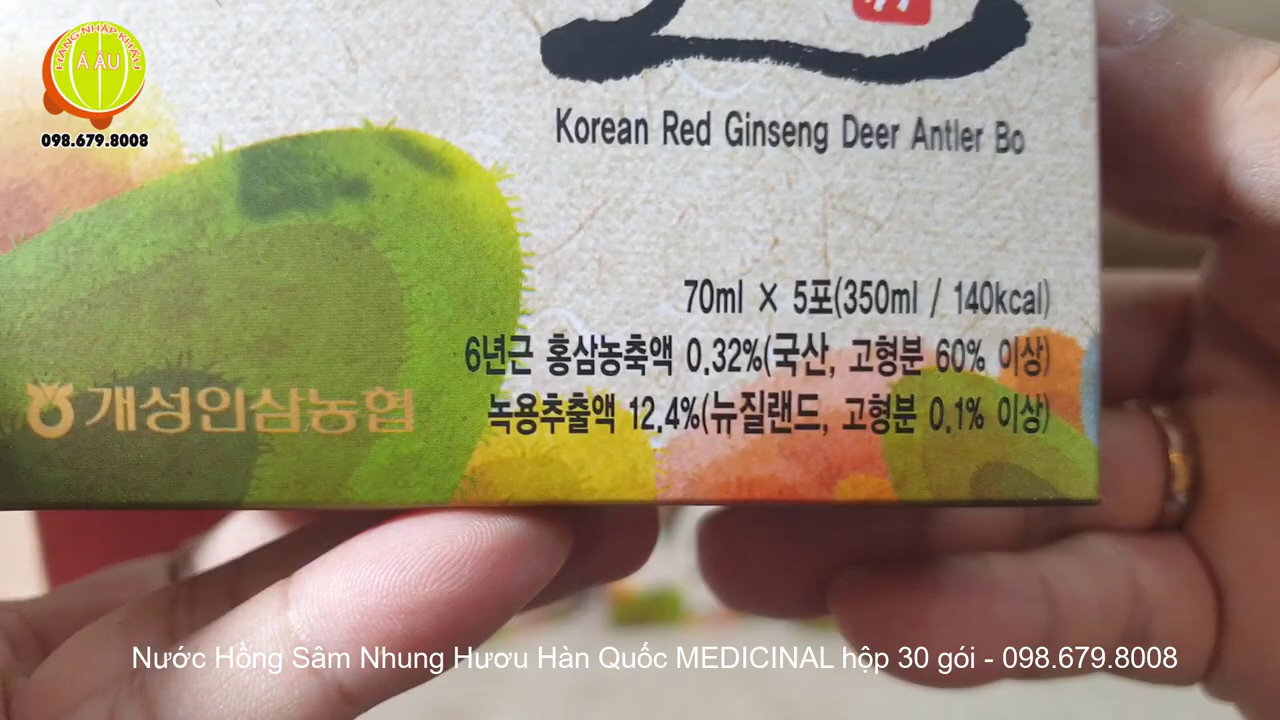 HÀNG NHẬP KHẨU
Á ÂU
098.679.8008
Korean Red Ginseng Deer Antler Bo
70ml × 5포(350ml / 140kcal)
6년근 홍삼농축액 0.32%(국산, 고형분 60% 이상)
녹용추출액 12.4%(뉴질랜드, 고형분 0.1% 이상)
개성인삼농협
Nước Hồng Sâm Nhung Hươu Hàn Quốc MEDICINAL hộp 30 gói - 098.679.8008